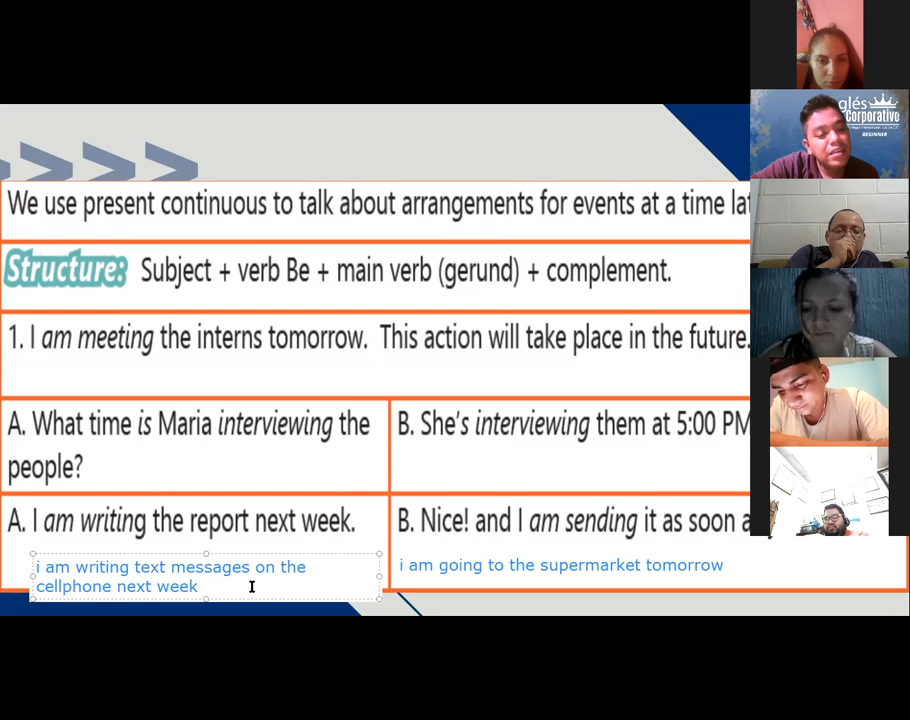 We use present continuous to talk about arrangements for events at a time
Structure: Subject + verb Be + main verb (gerund) + complement.
1. I am meeting the interns tomorrow. This action will take place in the future.
A. What time is Maria interviewing the
people?
B. She's interviewing them at 5:00 PM
A. I am writing the report next week.
B. Nice! and I am sending it as soon
i am writing text messages on the
cellphone next week
i am going to the supermarket tomorrow
glés
Corporativo
BEGINNER